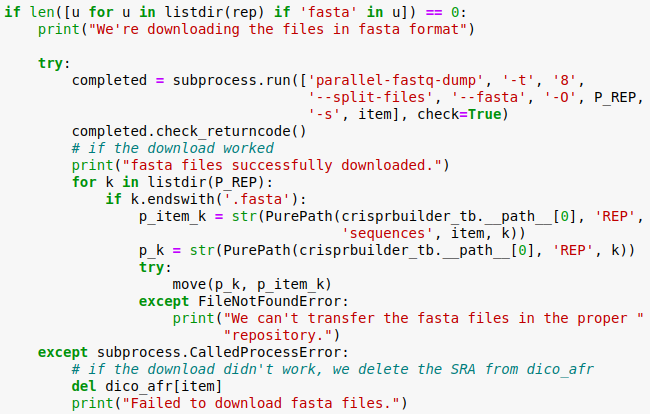 if len([u for u in listdir(rep) if 'fasta' in u]) == 0:
    print("We're downloading the files in fasta format")

    try:
        completed = subprocess.run(['parallel-fastq-dump', '-t', '8',
                                    '--split-files', '--fasta', '-O', P_REP,
                                    '-s', item], check=True)
        completed.check_returncode()
        # if the download worked
        print("fasta files successfully downloaded.")
        for k in listdir(P_REP):
            if k.endswith('.fasta'):
                p_item_k = str(PurePath(crisprbuilder_tb.__path__[0], 'REP',
                                        'sequences', item, k))
                p_k = str(PurePath(crisprbuilder_tb.__path__[0], 'REP', k))
                try:
                    move(p_k, p_item_k)
                except FileNotFoundError:
                    print("We can't transfer the fasta files in the proper "
                          "repository.")
    except subprocess.CalledProcessError:
        # if the download didn't work, we delete the SRA from dico_afr
        del dico_afr[item]
        print("Failed to download fasta files.")